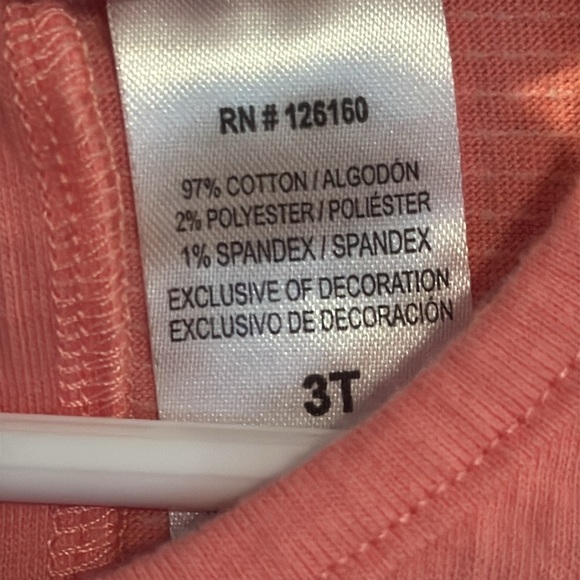 RN # 126160
97% COTTON / ALGODÓN
2% POLYESTER / POLIÉSTER
1% SPANDEX / SPANDEX
EXCLUSIVE OF DECORATION
EXCLUSIVO DE DECORACIÓN
3T